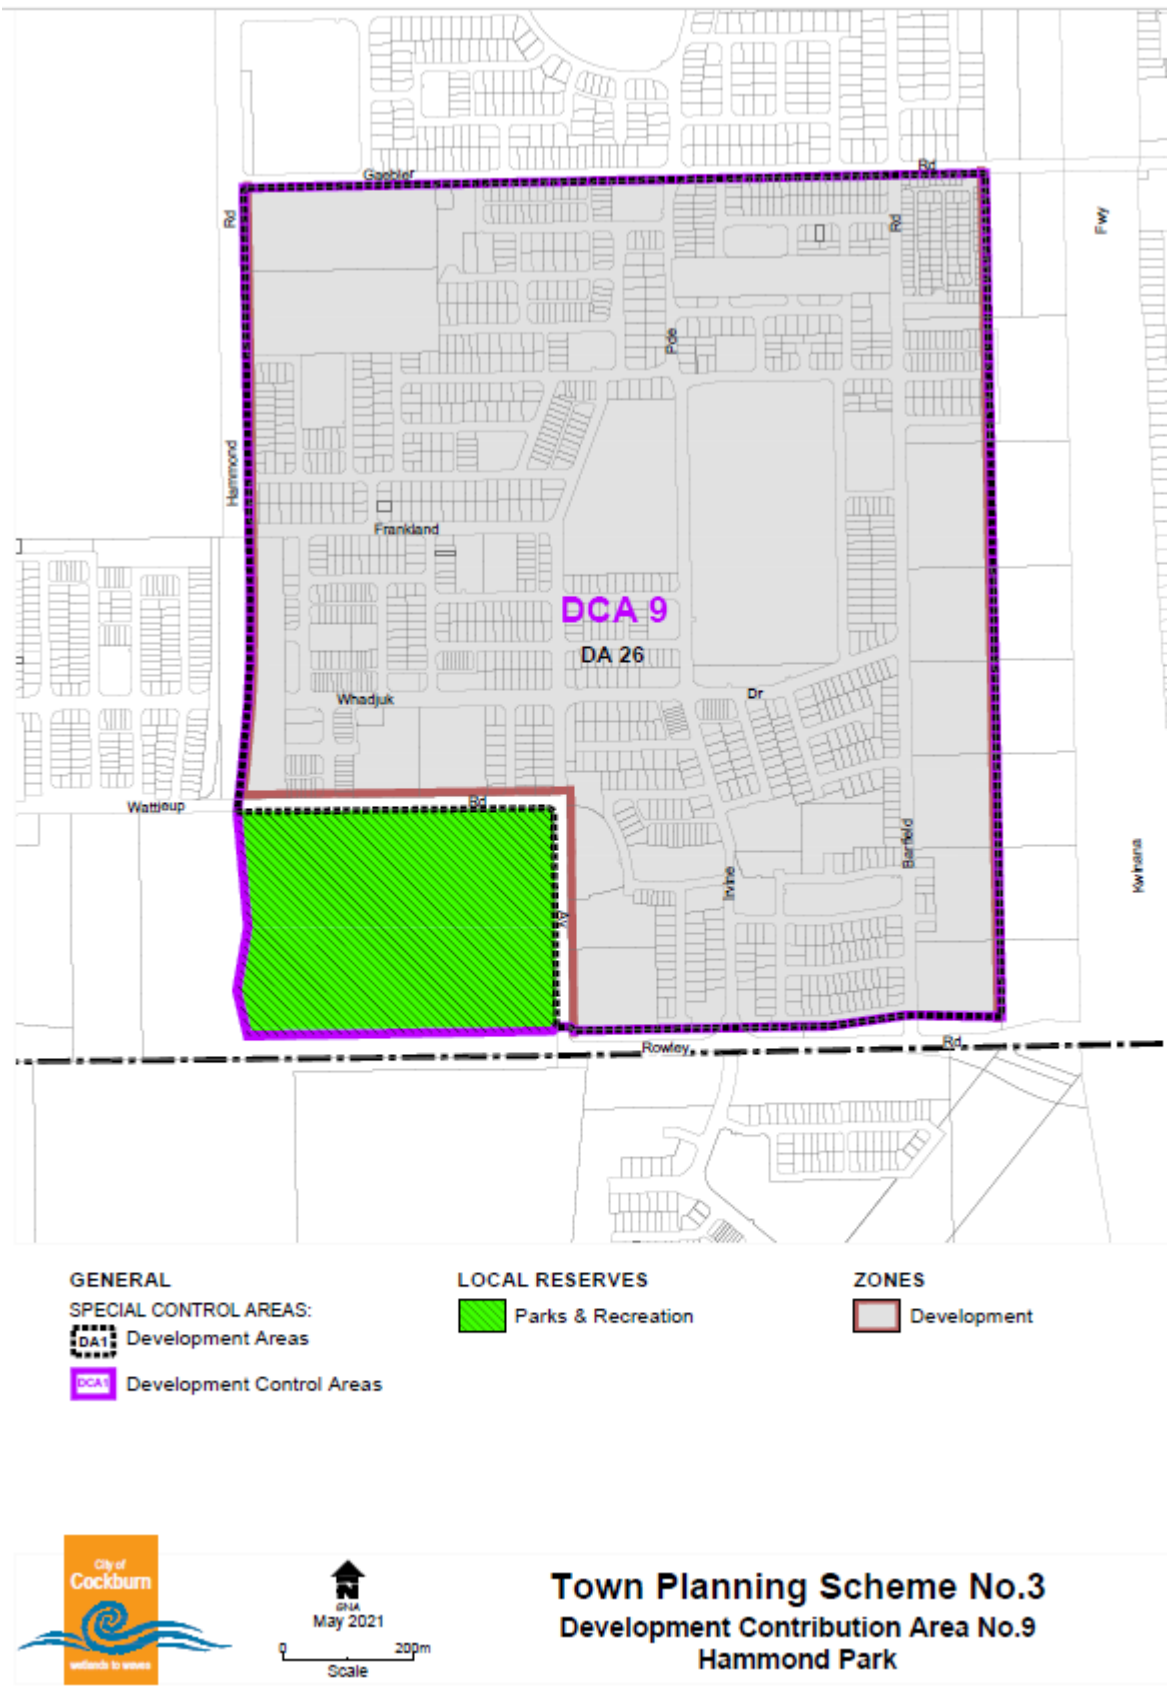 Gaebler
Rd
Rd
Rd
Fwy
Pde
Hammond
Frankland
DCA 9
DA 26
Whadjuk
Dr
Wattleup
Rd
Barfield
Irvine
Kwinana
Av
Rowley
Rd
GENERAL
SPECIAL CONTROL AREAS:
DA1 Development Areas
DCA1 Development Control Areas
LOCAL RESERVES
Parks & Recreation
ZONES
Development
City of
Cockburn
wetlands to waves
N
GNA
May 2021
0 200m
Scale
Town Planning Scheme No.3
Development Contribution Area No.9
Hammond Park